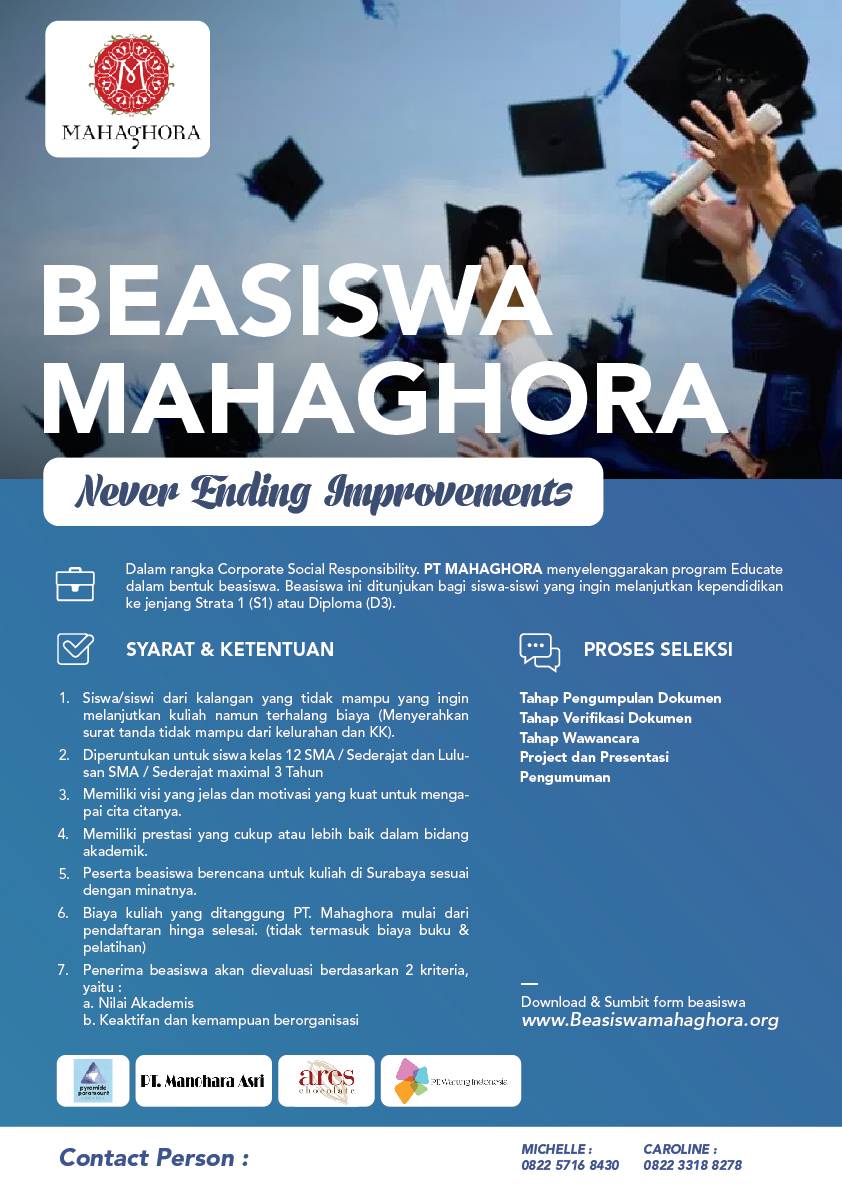 MAHAGHORA
BEASISWA
MAHAGHORA
Never Ending Improvements
Dalam rangka Corporate Social Responsibility. PT MAHAGHORA menyelenggarakan program Educate
dalam bentuk beasiswa. Beasiswa ini ditunjukan bagi siswa-siswi yang ingin melanjutkan kependidikan
ke jenjang Strata 1 (S1) atau Diploma (D3).
SYARAT & KETENTUAN
1. Siswa/siswi dari kalangan yang tidak mampu yang ingin
melanjutkan kuliah namun terhalang biaya (Menyerahkan
surat tanda tidak mampu dari kelurahan dan KK).
2. Diperuntukan untuk siswa kelas 12 SMA / Sederajat dan Lulu-
san SMA / Sederajat maximal 3 Tahun
3. Memiliki visi yang jelas dan motivasi yang kuat untuk menga-
pai cita citanya.
4. Memiliki prestasi yang cukup atau lebih baik dalam bidang
akademik.
5. Peserta beasiswa berencana untuk kuliah di Surabaya sesuai
dengan minatnya.
6. Biaya kuliah yang ditanggung PT. Mahaghora mulai dari
pendaftaran hingga selesai. (tidak termasuk biaya buku &
pelatihan)
7. Penerima beasiswa akan dievaluasi berdasarkan 2 kriteria,
yaitu :
a. Nilai Akademis
b. Keaktifan dan kemampuan berorganisasi
PROSES SELEKSI
Tahap Pengumpulan Dokumen
Tahap Verifikasi Dokumen
Tahap Wawancara
Project dan Presentasi
Pengumuman
Download & Sumbit form beasiswa
www.Beasiswamahaghora.org
pyramide
paramount
PT. Manohara Asri
ares
chocolate
PT. Warung Indonesia
Contact Person :
MICHELLE :
0822 5716 8430
CAROLINE :
0822 3318 8278